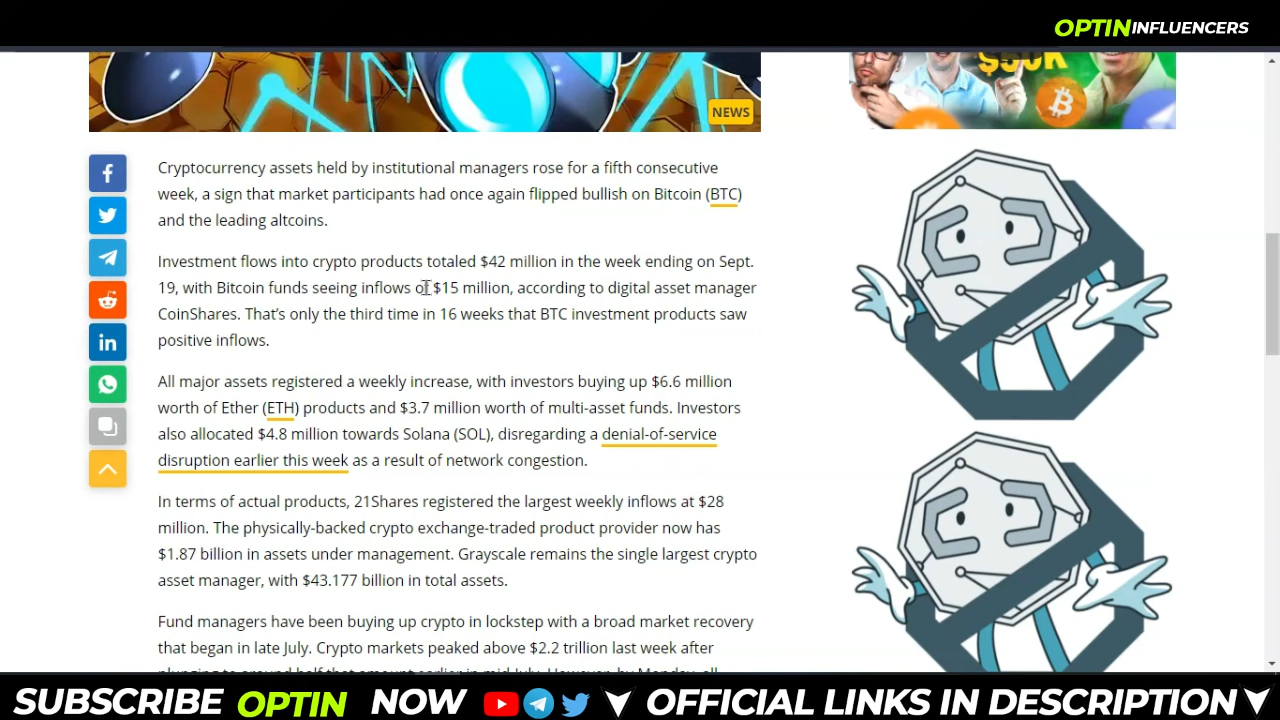 OPTIN INFLUENCERS
$50K
NEWS
Cryptocurrency assets held by institutional managers rose for a fifth consecutive
week, a sign that market participants had once again flipped bullish on Bitcoin (BTC)
and the leading altcoins.
Investment flows into crypto products totaled $42 million in the week ending on Sept.
19, with Bitcoin funds seeing inflows of $15 million, according to digital asset manager
CoinShares. That's only the third time in 16 weeks that BTC investment products saw
positive inflows.
All major assets registered a weekly increase, with investors buying up $6.6 million
worth of Ether (ETH) products and $3.7 million worth of multi-asset funds. Investors
also allocated $4.8 million towards Solana (SOL), disregarding a denial-of-service
disruption earlier this week as a result of network congestion.
In terms of actual products, 21Shares registered the largest weekly inflows at $28
million. The physically-backed crypto exchange-traded product provider now has
$1.87 billion in assets under management. Grayscale remains the single largest crypto
asset manager, with $43.177 billion in total assets.
Fund managers have been buying up crypto in lockstep with a broad market recovery
that began in late July. Crypto markets peaked above $2.2 trillion last week after
SUBSCRIBE OPTIN NOW OFFICIAL LINKS IN DESCRIPTION